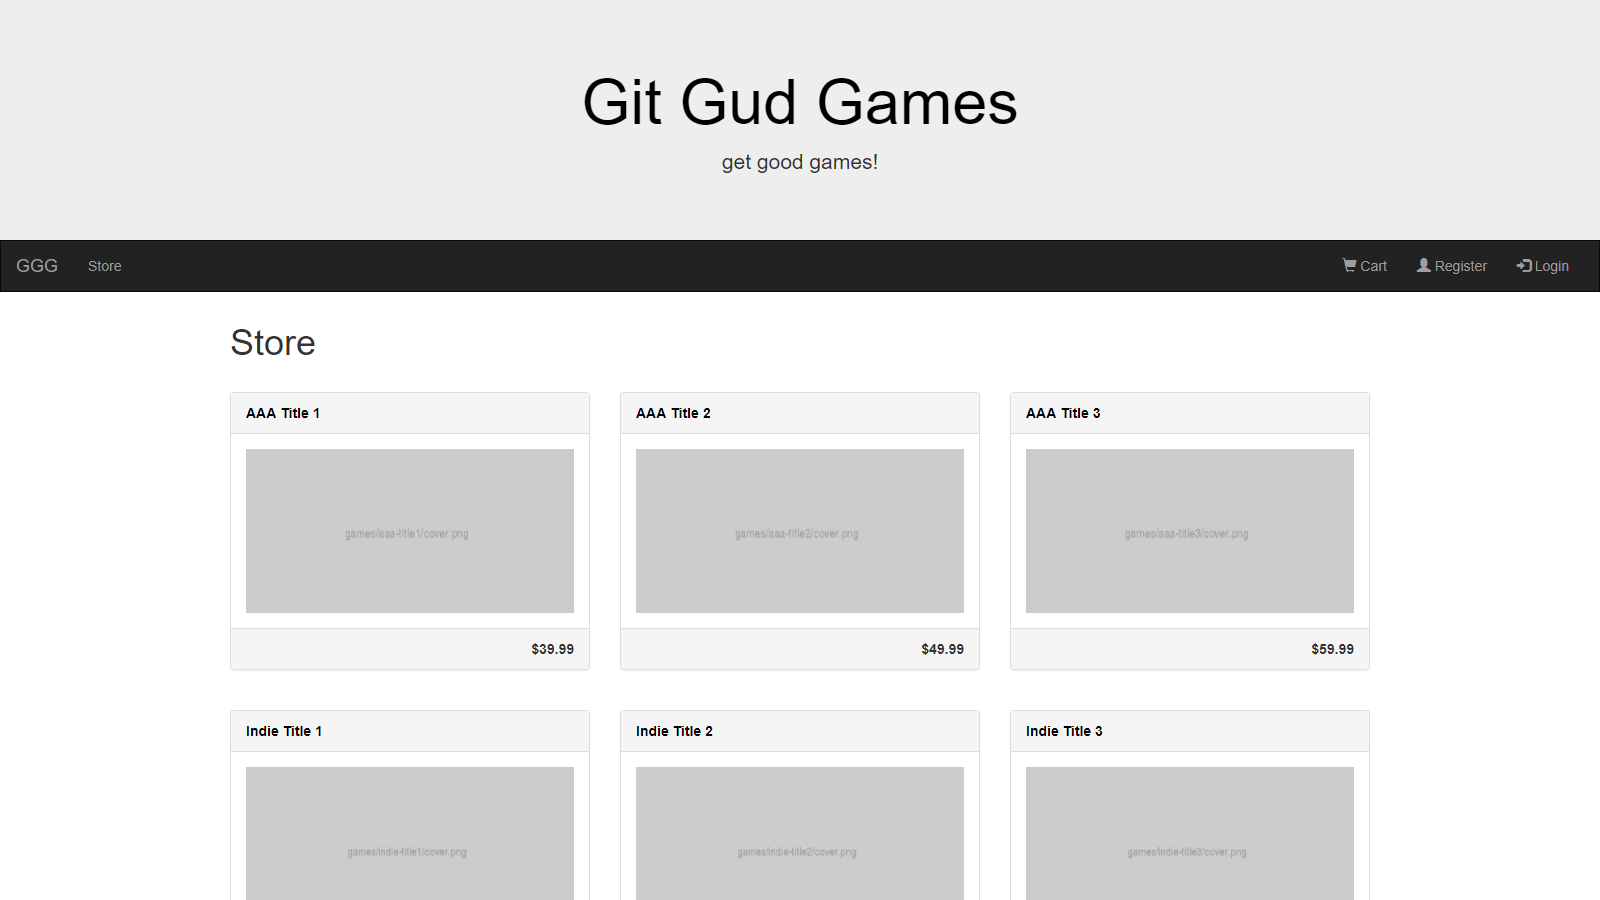 Git Gud Games
get good games!
GGG Store Cart Register Login
Store
AAA Title 1 AAA Title 2 AAA Title 3
games/aaa-title1/cover.png games/aaa-title2/cover.png games/aaa-title3/cover.png
$39.99 $49.99 $59.99
Indie Title 1 Indie Title 2 Indie Title 3
games/indie-title1/cover.png games/indie-title2/cover.png games/indie-title3/cover.png